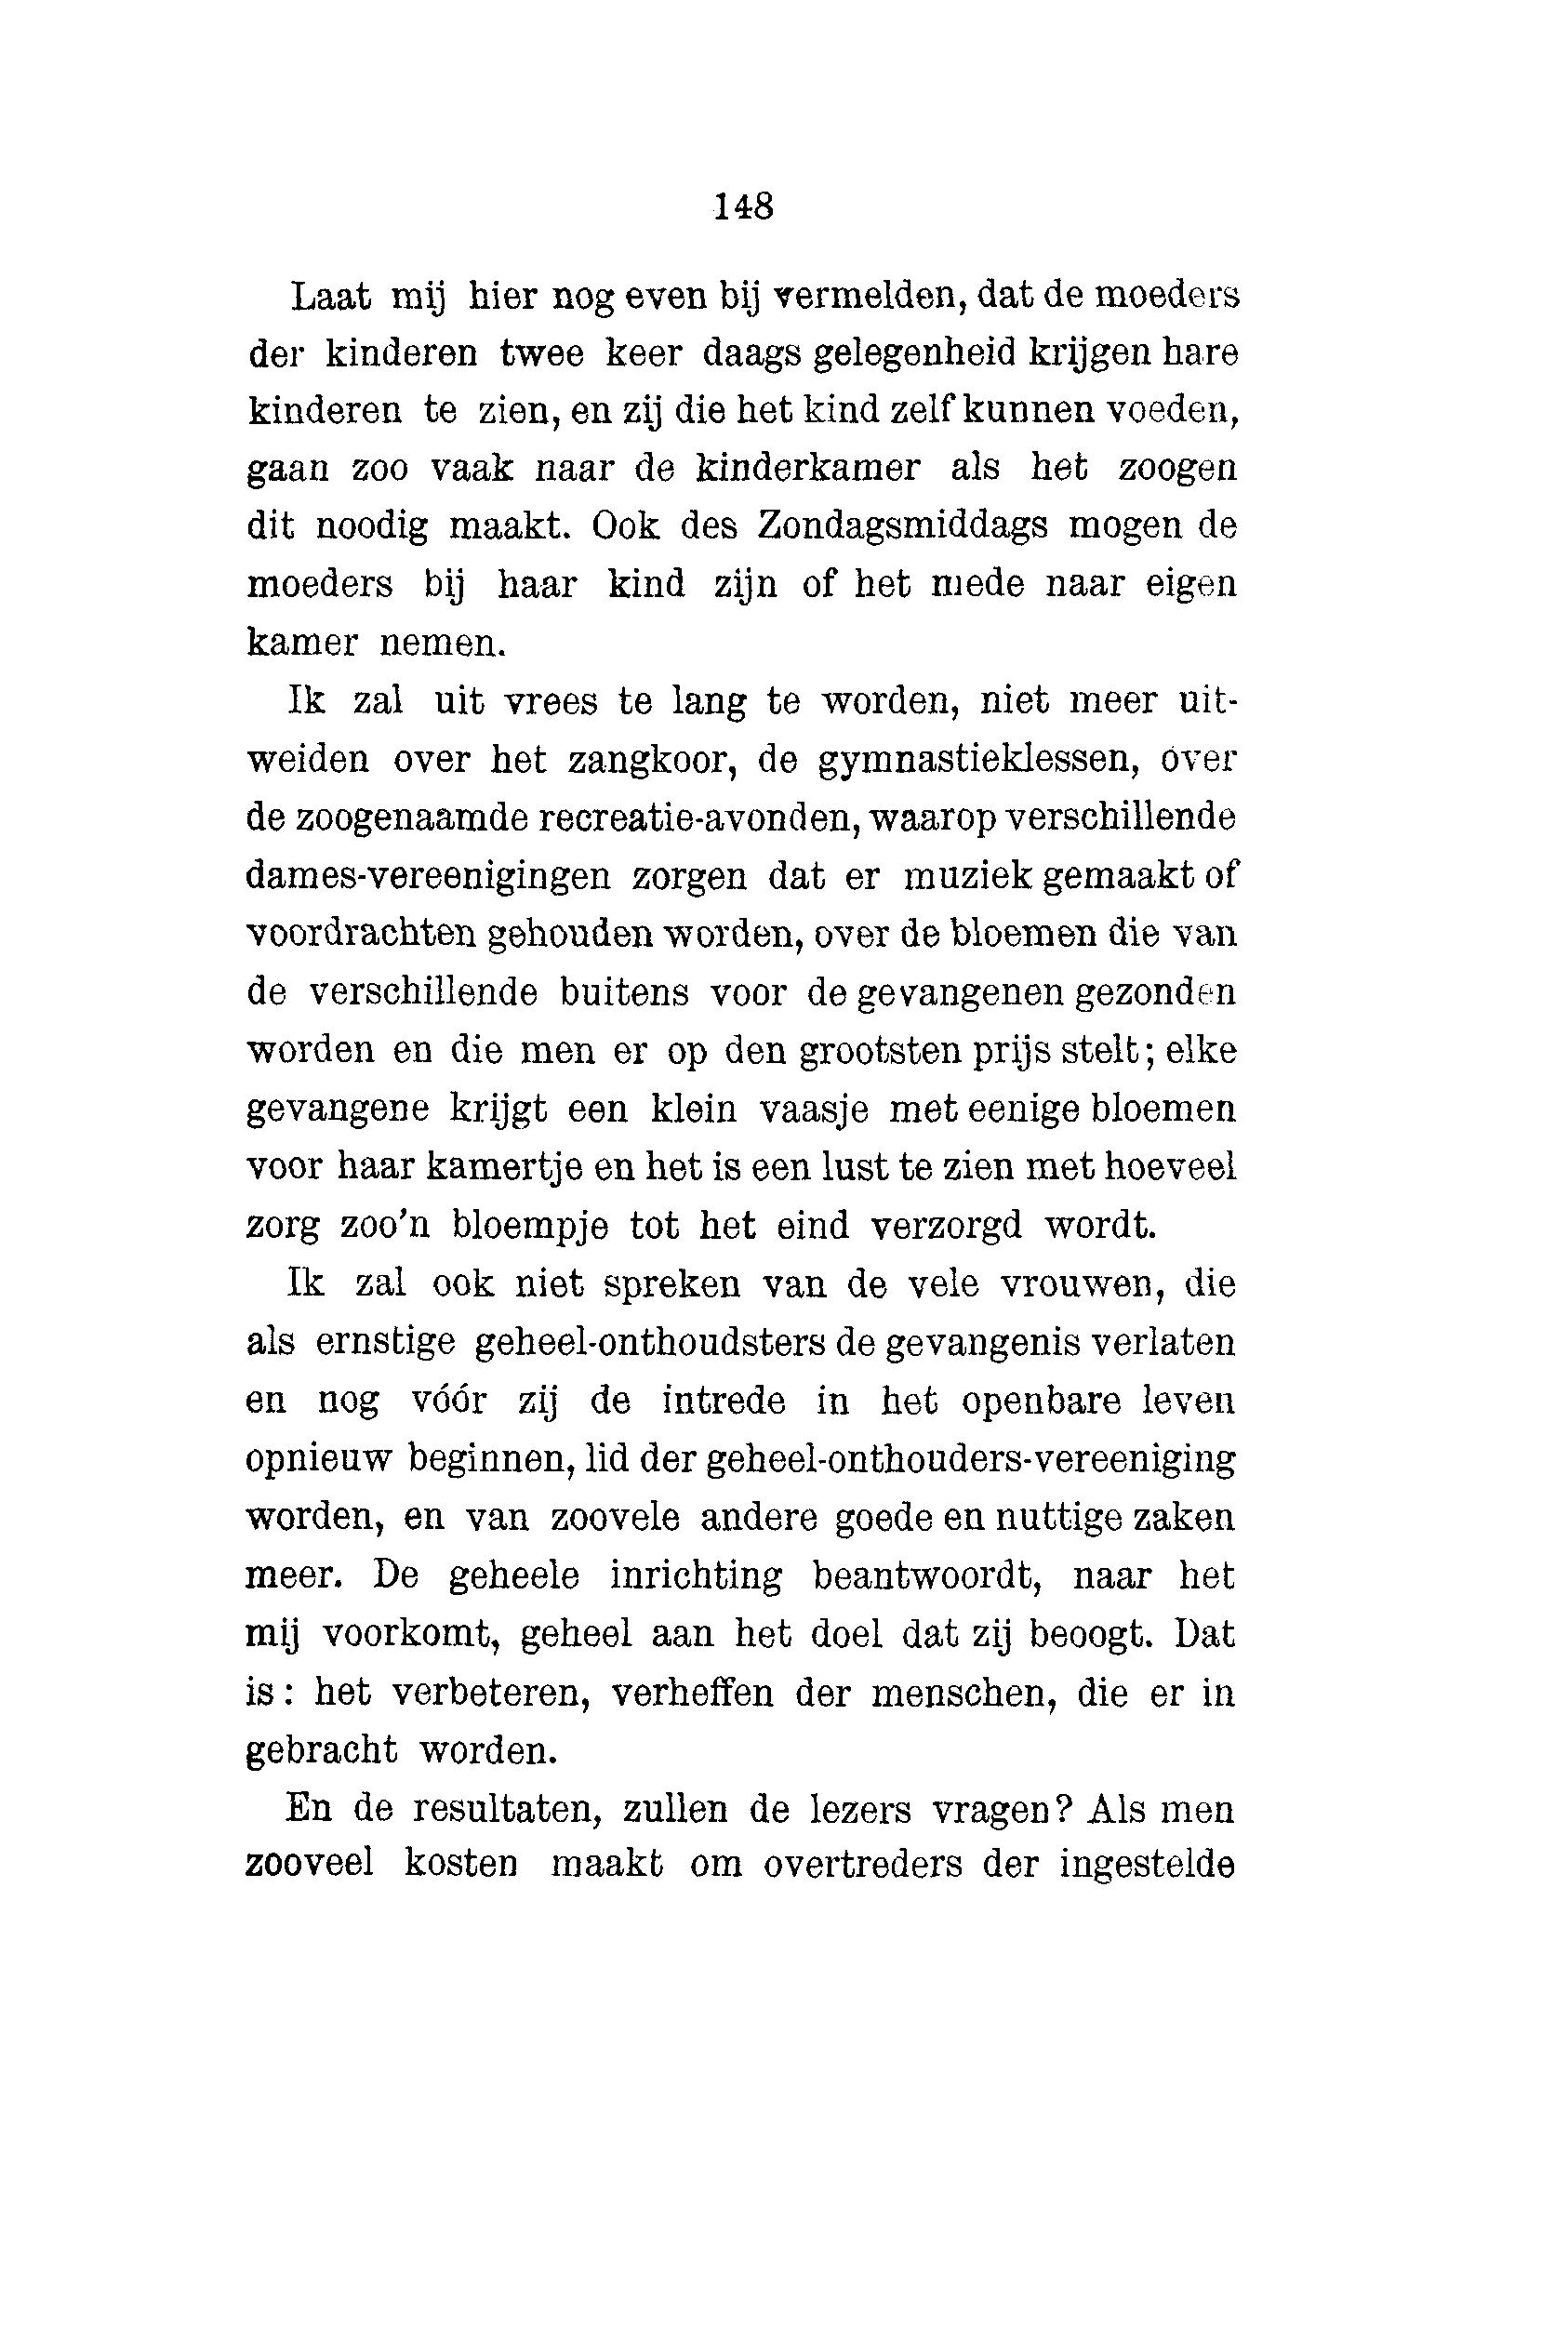 148
Laat mij hier nog even bij vermelden, dat de moeders
der kinderen twee keer daags gelegenheid krijgen hare
kinderen te zien, en zij die het kind zelf kunnen voeden,
gaan zoo vaak naar de kinderkamer als het zoogen
dit noodig maakt. Ook des Zondagsmiddags mogen de
moeders bij haar kind zijn of het mede naar eigen
kamer nemen.
Ik zal uit vrees te lang te worden, niet meer uit-
weiden over het zangkoor, de gymnastieklessen, over
de zoogenaamde recreatie-avonden, waarop verschillende
dames-vereenigingen zorgen dat er muziek gemaakt of
voordrachten gehouden worden, over de bloemen die van
de verschillende buitens voor de gevangenen gezonden
worden en die men er op den grootsten prijs stelt; elke
gevangene krijgt een klein vaasje met eenige bloemen
voor haar kamertje en het is een lust te zien met hoeveel
zorg zoo'n bloempje tot het eind verzorgd wordt.
Ik zal ook niet spreken van de vele vrouwen, die
als ernstige geheel-onthoudsters de gevangenis verlaten
en nog vóór zij de intrede in het openbare leven
opnieuw beginnen, lid der geheel-onthouders-vereeniging
worden, en van zoovele andere goede en nuttige zaken
meer. De geheele inrichting beantwoordt, naar het
mij voorkomt, geheel aan het doel dat zij beoogt. Dat
is: het verbeteren, verheffen der menschen, die er in
gebracht worden.
En de resultaten, zullen de lezers vragen? Als men
zooveel kosten maakt om overtreders der ingestelde